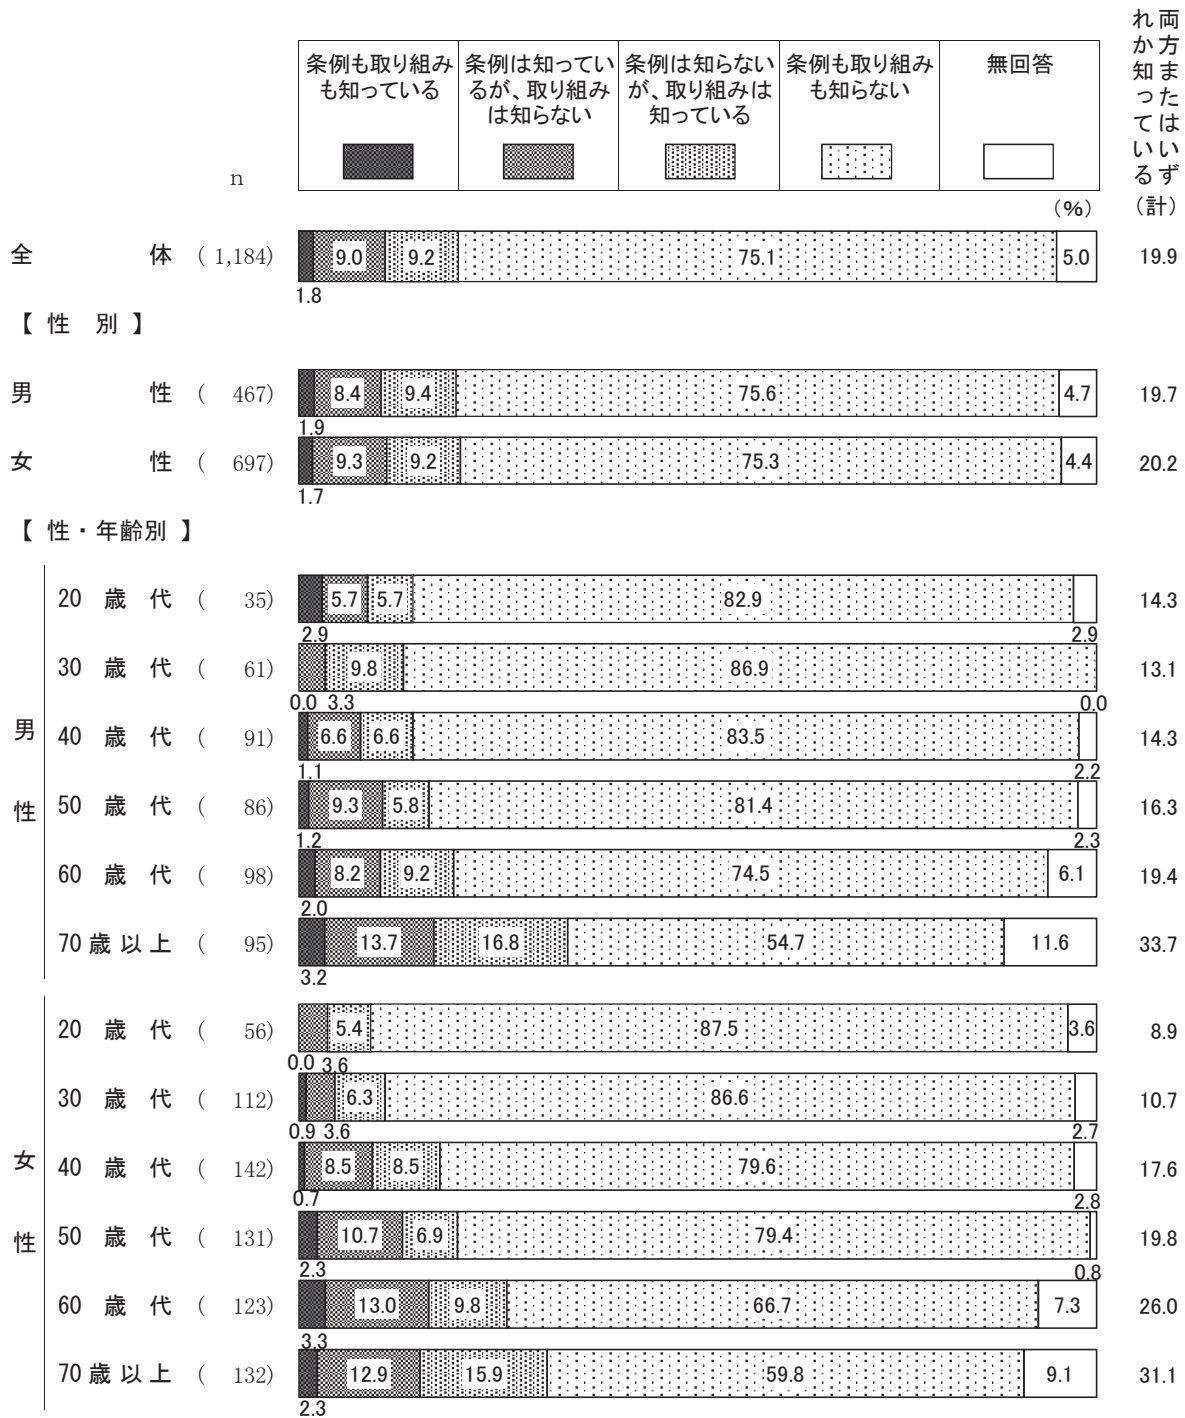 両方またはいず
れか知っている
（計）
条例も取り組み
も知っている
条例は知ってい
るが、取り組み
は知らない
条例は知らない
が、取り組みは
知っている
条例も取り組み
も知らない
無回答
n
（％）
全体 ( 1,184) 9.0 9.2 75.1 5.0 19.9
1.8
【 性 別 】
男性 ( 467) 8.4 9.4 75.6 4.7 19.7
1.9
女性 ( 697) 9.3 9.2 75.3 4.4 20.2
1.7
【 性・年齢別 】
男性
20 歳 代 ( 35) 5.7 5.7 82.9 14.3
2.9 2.9
30 歳 代 ( 61) 9.8 86.9 13.1
0.0 3.3 0.0
40 歳 代 ( 91) 6.6 6.6 83.5 14.3
1.1 2.2
50 歳 代 ( 86) 9.3 5.8 81.4 16.3
1.2 2.3
60 歳 代 ( 98) 8.2 9.2 74.5 6.1 19.4
2.0
70 歳 以 上 ( 95) 13.7 16.8 54.7 11.6 33.7
3.2
女性
20 歳 代 ( 56) 5.4 87.5 3.6 8.9
0.0 3.6
30 歳 代 ( 112) 6.3 86.6 10.7
0.9 3.6 2.7
40 歳 代 ( 142) 8.5 8.5 79.6 17.6
0.7 2.8
50 歳 代 ( 131) 10.7 6.9 79.4 19.8
2.3 0.8
60 歳 代 ( 123) 13.0 9.8 66.7 7.3 26.0
3.3
70 歳 以 上 ( 132) 12.9 15.9 59.8 9.1 31.1
2.3